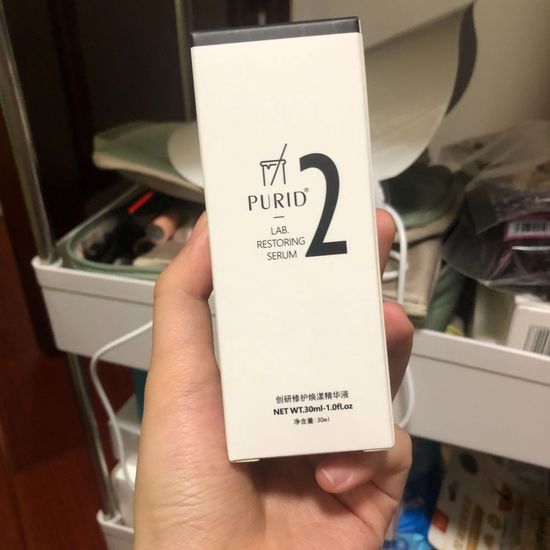 PURID®
LAB.
RESTORING
SERUM
2
创研修护焕漾精华液
NET WT.30ml-1.0fl.oz
净含量:30ml